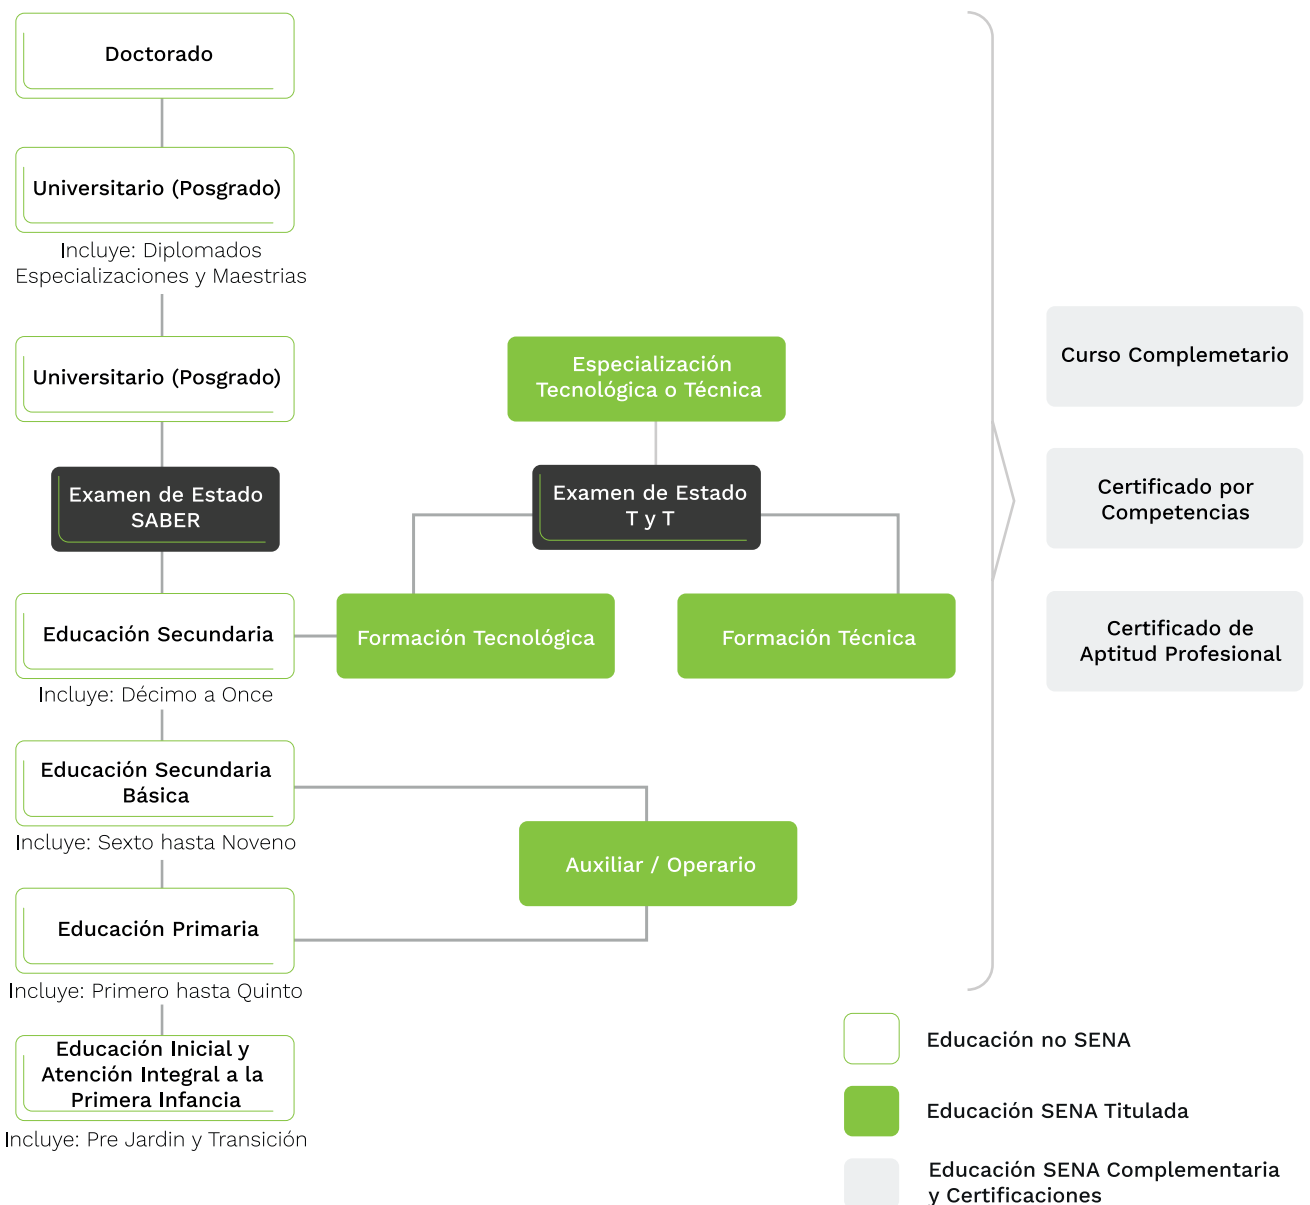 Doctorado
Universitario (Posgrado)
Incluye: Diplomados
Especializaciones y Maestrias
Universitario (Posgrado)
Examen de Estado
SABER
Educación Secundaria
Incluye: Décimo a Once
Educación Secundaria
Básica
Incluye: Sexto hasta Noveno
Educación Primaria
Incluye: Primero hasta Quinto
Educación Inicial y
Atención Integral a la
Primera Infancia
Incluye: Pre Jardin y Transición
Especialización
Tecnológica o Técnica
Examen de Estado
T y T
Formación Tecnológica
Formación Técnica
Auxiliar / Operario
Curso Complemetario
Certificado por
Competencias
Certificado de
Aptitud Profesional
Educación no SENA
Educación SENA Titulada
Educación SENA Complementaria
y Certificaciones